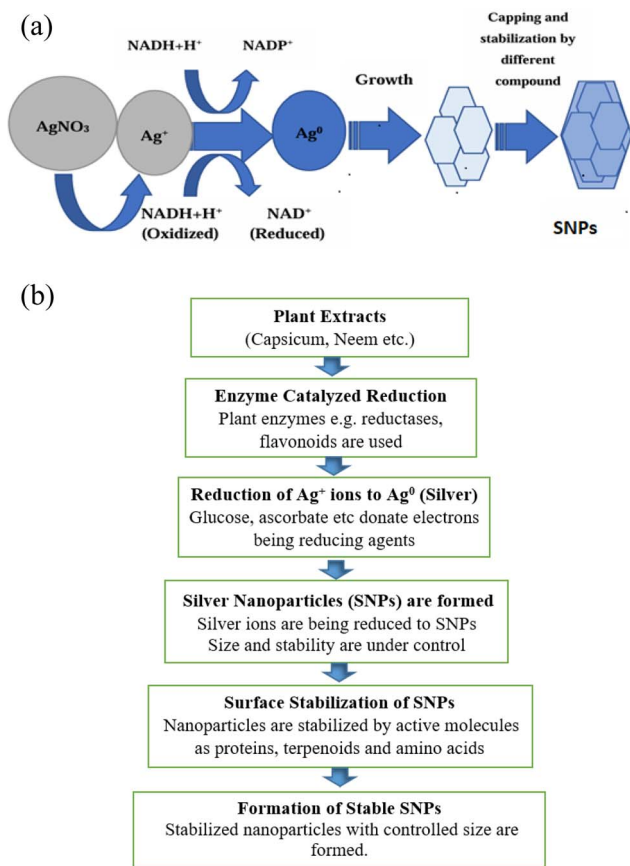 (a)
NADH+H⁺ NADP⁺
Growth
Capping and
stabilization by
different
compound
AgNO₃
Ag⁺
Ag⁰
NADH+H⁺
(Oxidized)
NAD⁺
(Reduced)
SNPs
(b)
Plant Extracts
(Capsicum, Neem etc.)
Enzyme Catalyzed Reduction
Plant enzymes e.g. reductases,
flavonoids are used
Reduction of Ag⁺ ions to Ag⁰ (Silver)
Glucose, ascorbate etc donate electrons
being reducing agents
Silver Nanoparticles (SNPs) are formed
Silver ions are being reduced to SNPs
Size and stability are under control
Surface Stabilization of SNPs
Nanoparticles are stabilized by active molecules
as proteins, terpenoids and amino acids
Formation of Stable SNPs
Stabilized nanoparticles with controlled size are
formed.